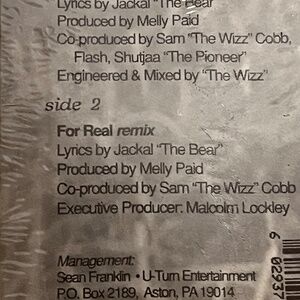 Lyrics by Jackal "The Bear"
Produced by Melly Paid
Co-produced by Sam "The Wizz" Cobb,
Flash, Shutjaa "The Pioneer"
Engineered & Mixed by "The Wizz"
side 2
For Real remix
Lyrics by Jackal "The Bear"
Produced by Melly Paid
Co-produced by Sam "The Wizz" Cobb
Executive Producer: Malcolm Lockley
Management:
Sean Franklin • U-Turn Entertainment
P.O. Box 2189, Aston, PA 19014
6 02937